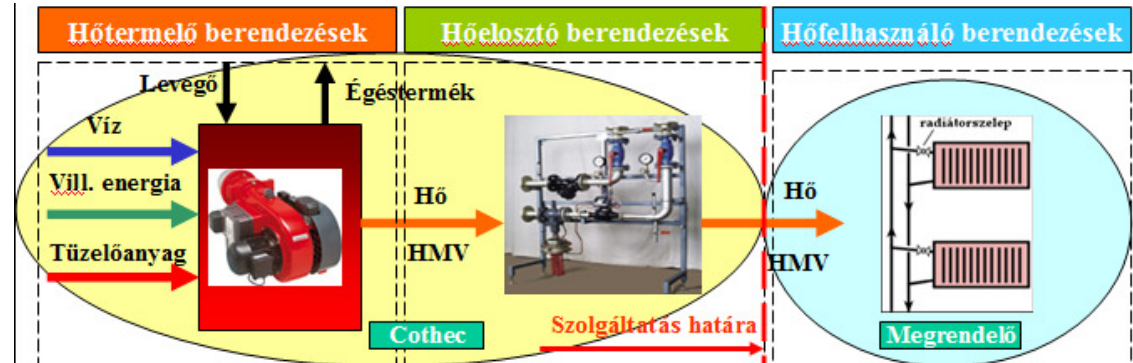 Hőtermelő berendezések
Hőelosztó berendezések
Hőfelhasználó berendezések
Levegő
Égéstermék
Víz
Vill. energia
Tüzelőanyag
Hő
HMV
radiátorszelep
Hő
HMV
Cothec
Szolgáltatás határa
Megrendelő